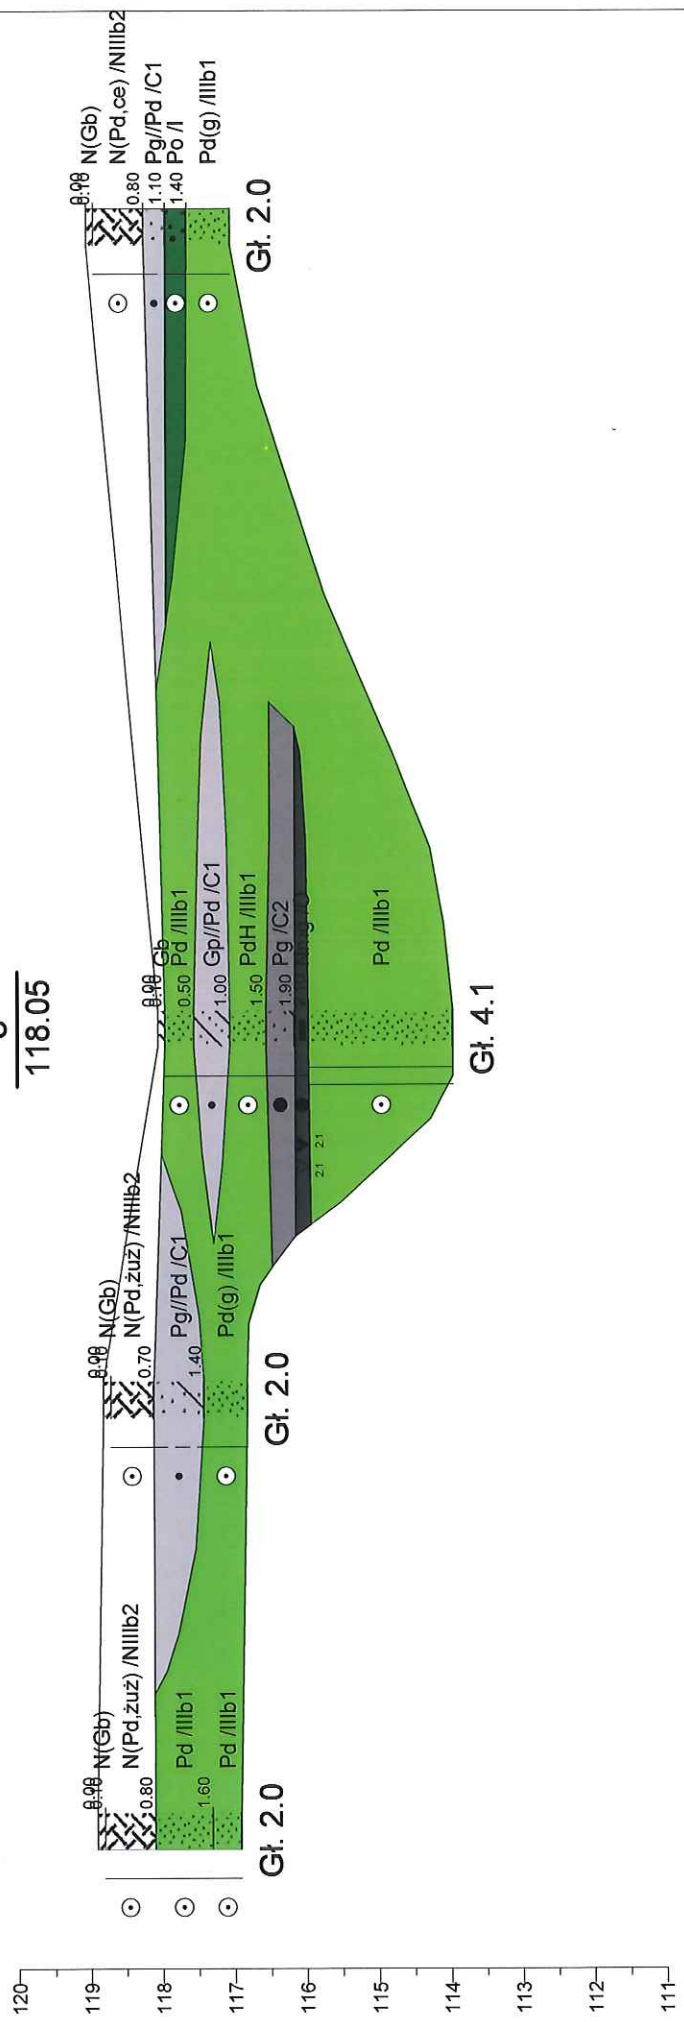 118.05
120
119
118
117
116
115
114
113
112
111
0.00
0.10
N(Gb)
N(Pd,żuż) /NIIIb2
0.80
Pd /IIIb1
1.60
Pd /IIIb1
Gł. 2.0
0.00
0.10
N(Gb)
N(Pd,żuż) /NIIIb2
0.70
Pg//Pd /C1
1.40
Pd(g) /IIIb1
Gł. 2.0
0.00
0.10
Gb
Pd /IIIb1
0.50
Gp//Pd /C1
1.00
PdH /IIIb1
1.50
Pg /C2
1.90
2.1
2.1
Pd /IIIb1
Gł. 4.1
0.00
0.10
N(Gb)
N(Pd,ce) /NIIIb2
0.80
Pg//Pd /C1
1.10
Po /I
1.40
Pd(g) /IIIb1
Gł. 2.0